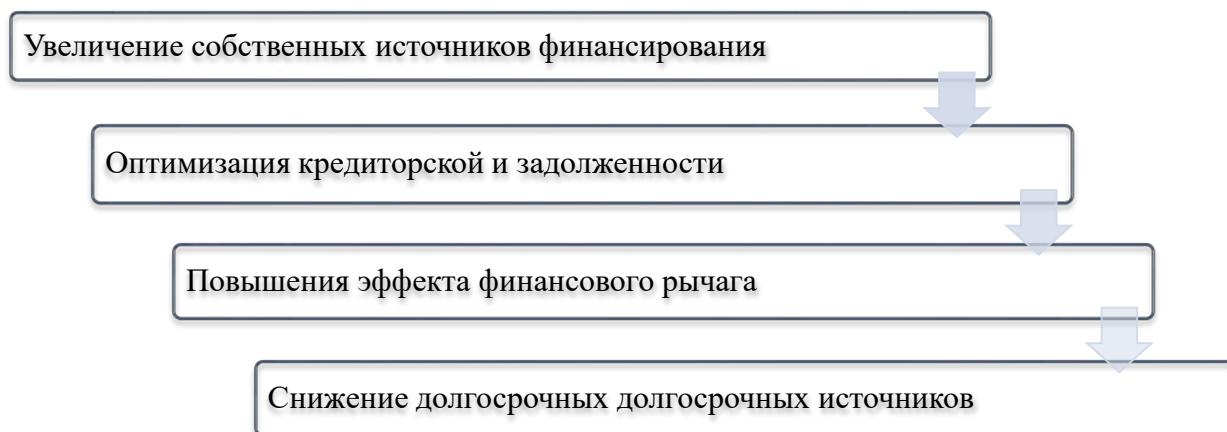 Увеличение собственных источников финансирования
Оптимизация кредиторской и задолженности
Повышения эффекта финансового рычага
Снижение долгосрочных долгосрочных источников